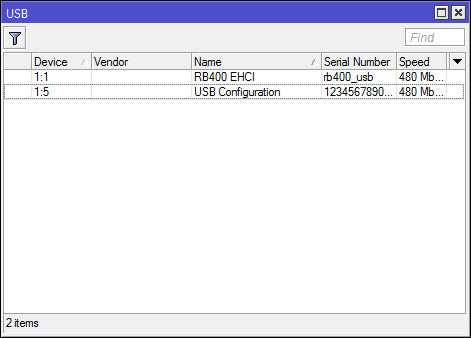 USB
Find
Device Vendor Name Serial Number Speed
1:1 RB400 EHCI rb400_usb 480 Mb...
1:5 USB Configuration 1234567890... 480 Mb...
2 items